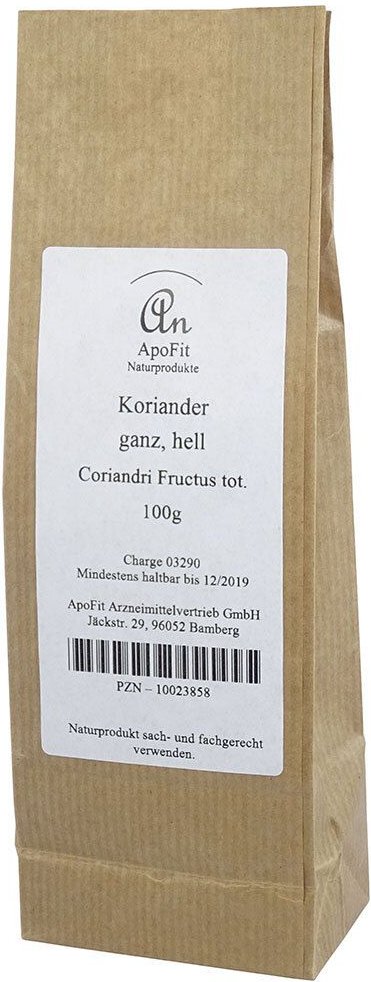 An
ApoFit
Naturprodukte
Koriander
ganz, hell
Coriandri Fructus tot.
100g
Charge 03290
Mindestens haltbar bis 12/2019
ApoFit Arzneimittelvertrieb GmbH
Jäckstr. 29, 96052 Bamberg
PZN – 10023858
Naturprodukt sach- und fachgerecht
verwenden.